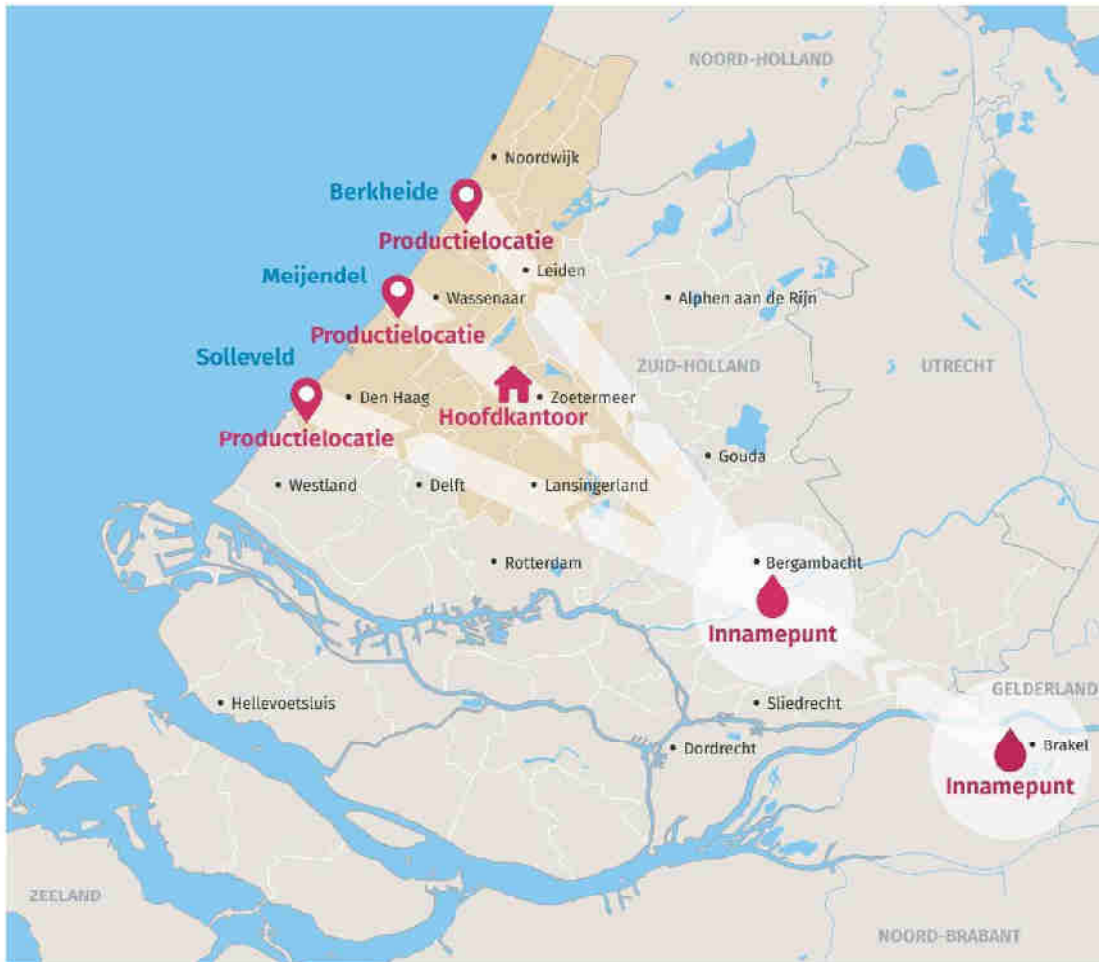 NOORD-HOLLAND
Noordwijk
Berkheide
Productielocatie
Leiden
Meijendel
Wassenaar
Alphen aan de Rijn
Productielocatie
Solleveld
ZUID-HOLLAND
UTRECHT
Den Haag
Zoetermeer
Hoofdkantoor
Productielocatie
Gouda
Westland
Delft
Lansingerland
Rotterdam
Bergambacht
Innamepunt
GELDERLAND
Hellevoetsluis
Sliedrecht
Dordrecht
Brakel
Innamepunt
ZEELAND
NOORD-BRABANT